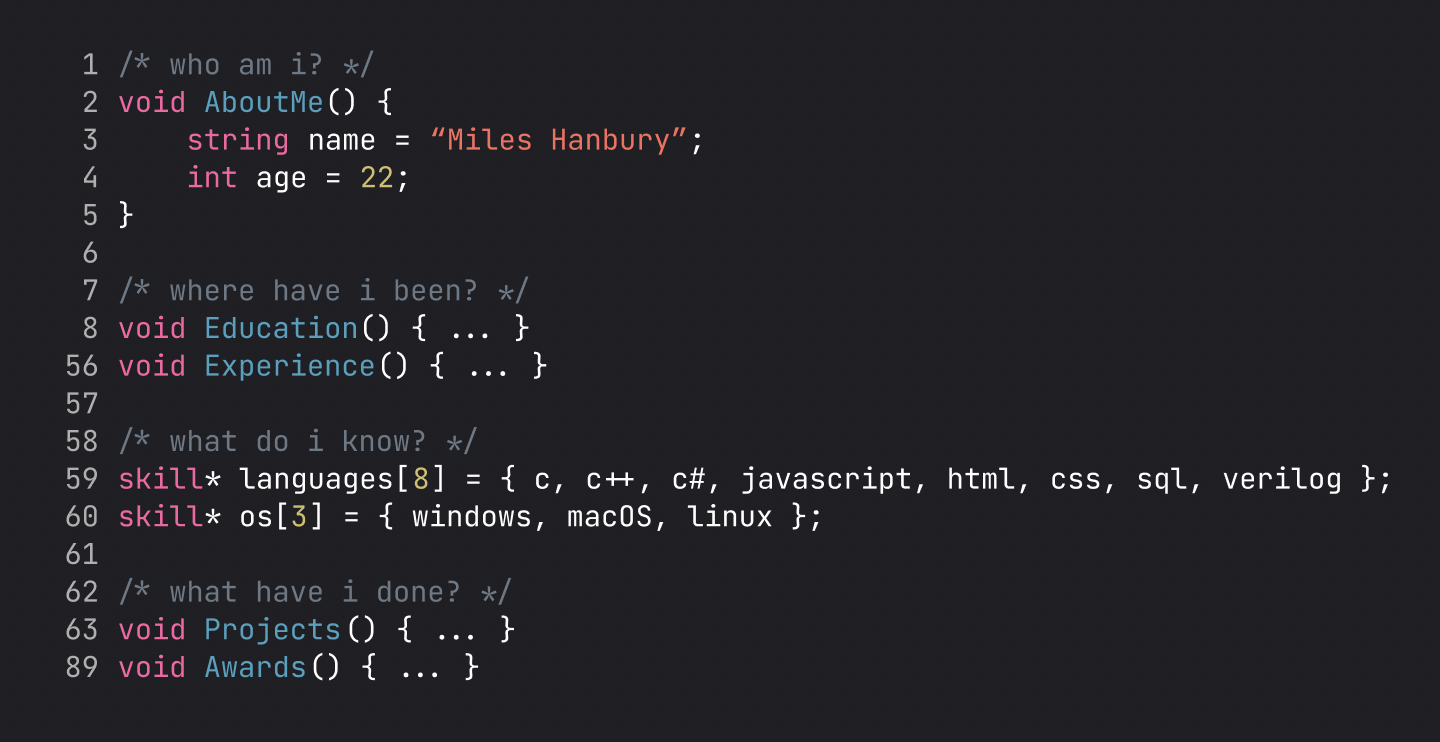 1 /* who am i? */
2 void AboutMe() {
3     string name = “Miles Hanbury”;
4     int age = 22;
5 }
6
7 /* where have i been? */
8 void Education() { ... }
56 void Experience() { ... }
57
58 /* what do i know? */
59 skill* languages[8] = { c, c++, c#, javascript, html, css, sql, verilog };
60 skill* os[3] = { windows, macOS, linux };
61
62 /* what have i done? */
63 void Projects() { ... }
89 void Awards() { ... }